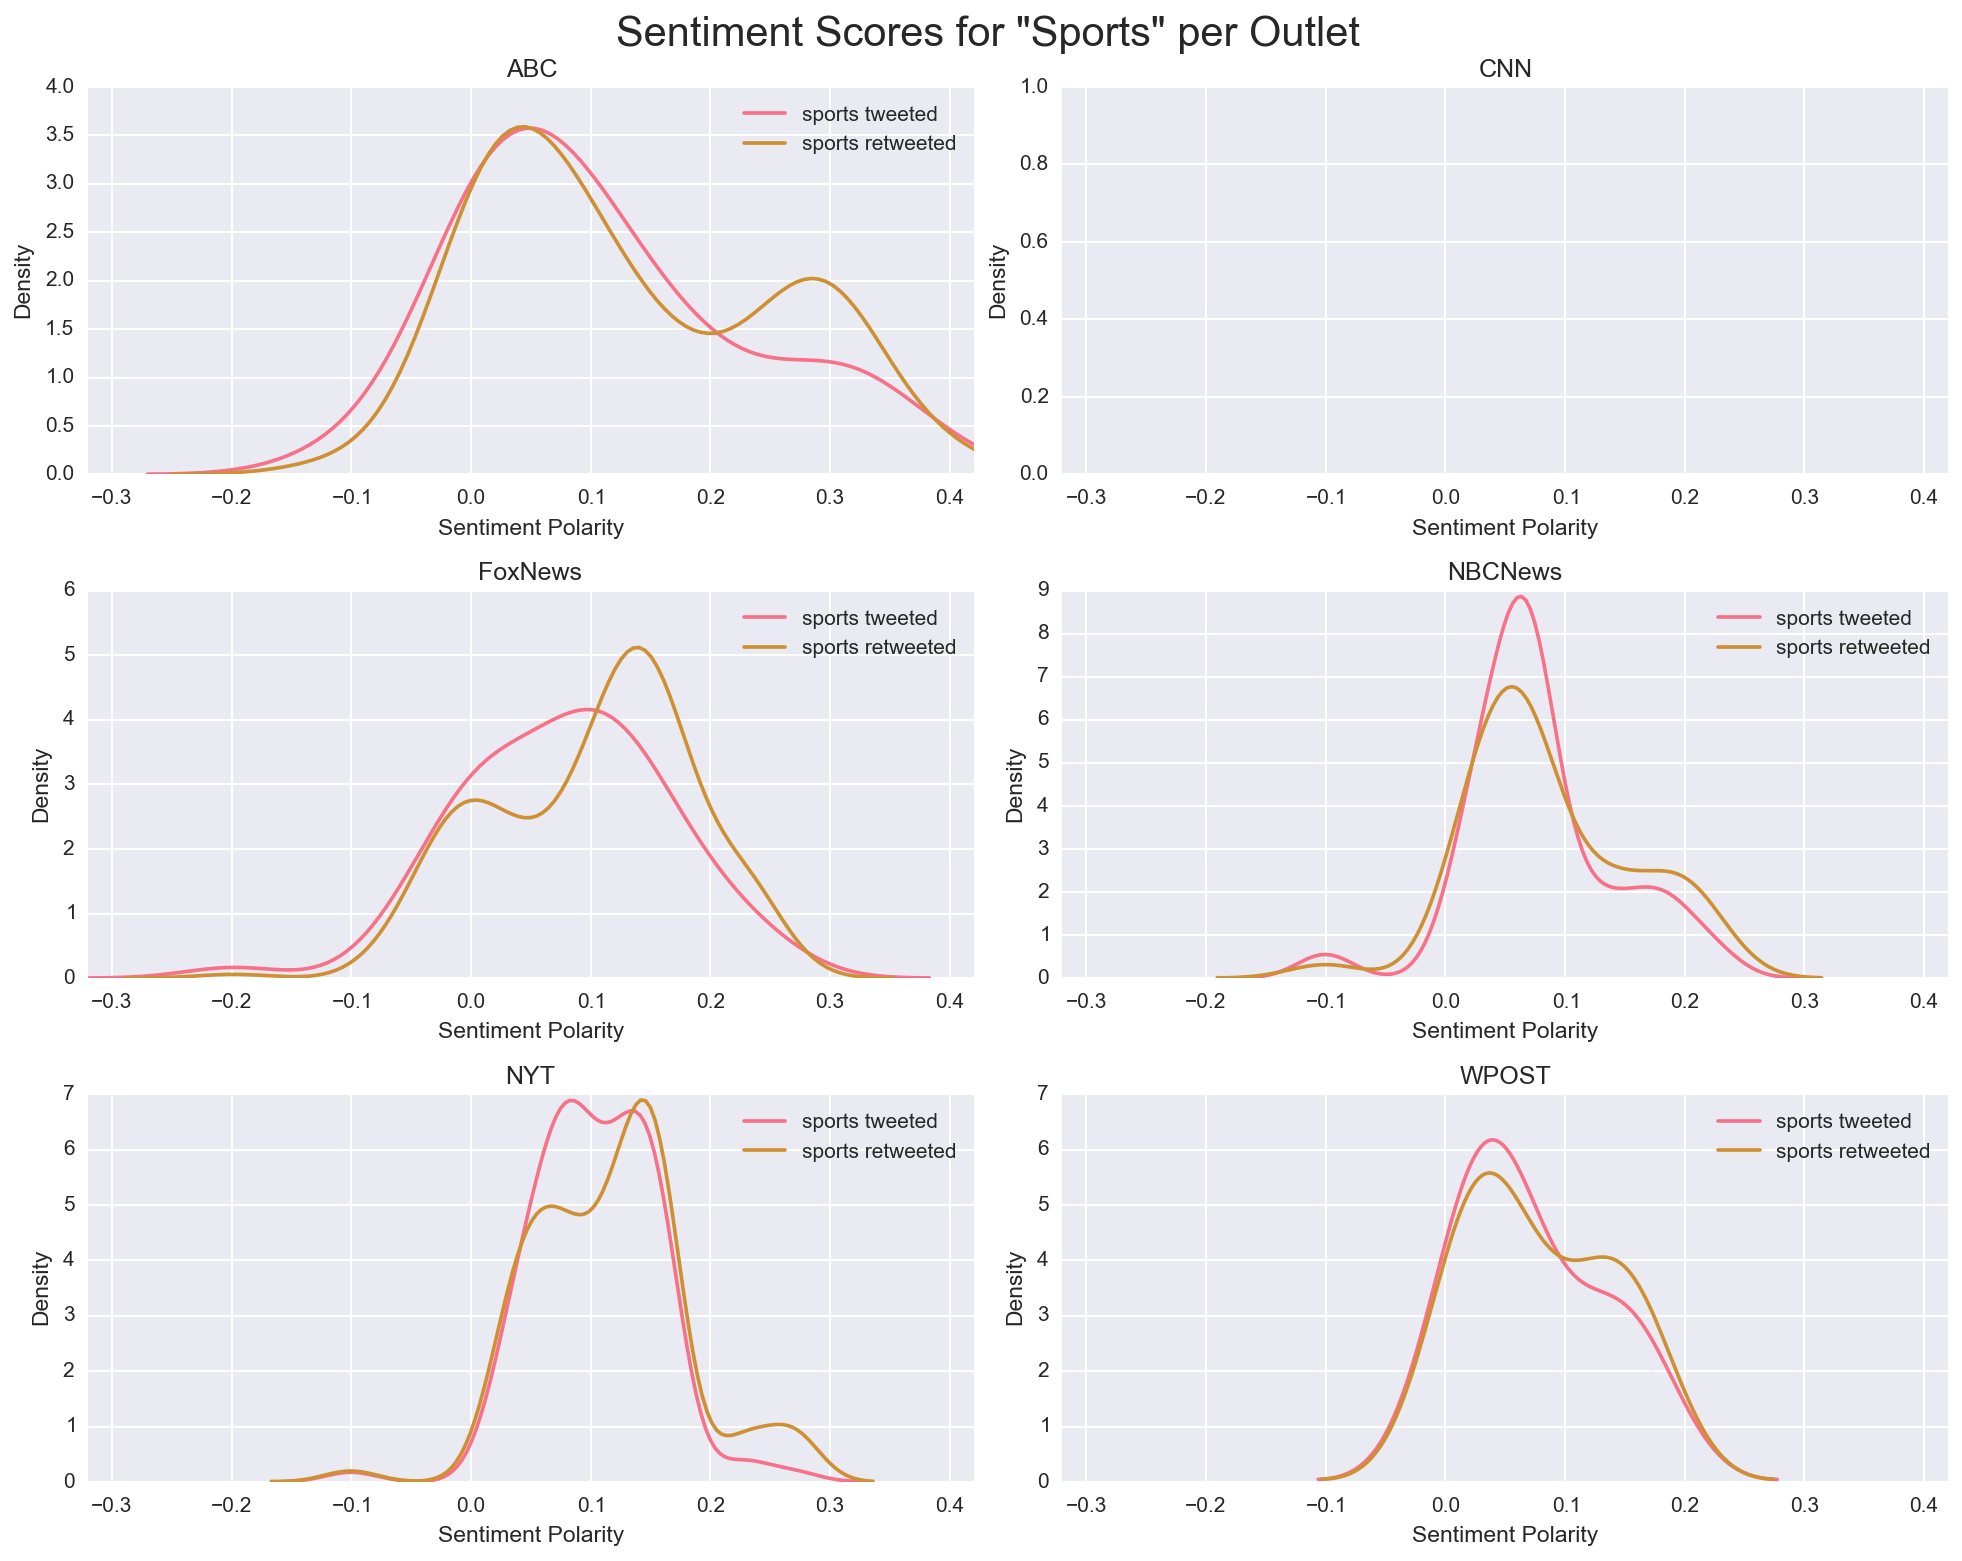 Sentiment Scores for "Sports" per Outlet
ABC
4.0
3.5
3.0
2.5
2.0
1.5
1.0
0.5
0.0
Density
sports tweeted
sports retweeted
−0.3 −0.2 −0.1 0.0 0.1 0.2 0.3 0.4
Sentiment Polarity
CNN
1.0
0.8
0.6
0.4
0.2
0.0
Density
−0.3 −0.2 −0.1 0.0 0.1 0.2 0.3 0.4
Sentiment Polarity
FoxNews
6
5
4
3
2
1
0
Density
sports tweeted
sports retweeted
−0.3 −0.2 −0.1 0.0 0.1 0.2 0.3 0.4
Sentiment Polarity
NBCNews
9
8
7
6
5
4
3
2
1
0
Density
sports tweeted
sports retweeted
−0.3 −0.2 −0.1 0.0 0.1 0.2 0.3 0.4
Sentiment Polarity
NYT
7
6
5
4
3
2
1
0
Density
sports tweeted
sports retweeted
−0.3 −0.2 −0.1 0.0 0.1 0.2 0.3 0.4
Sentiment Polarity
WPOST
7
6
5
4
3
2
1
0
Density
sports tweeted
sports retweeted
−0.3 −0.2 −0.1 0.0 0.1 0.2 0.3 0.4
Sentiment Polarity